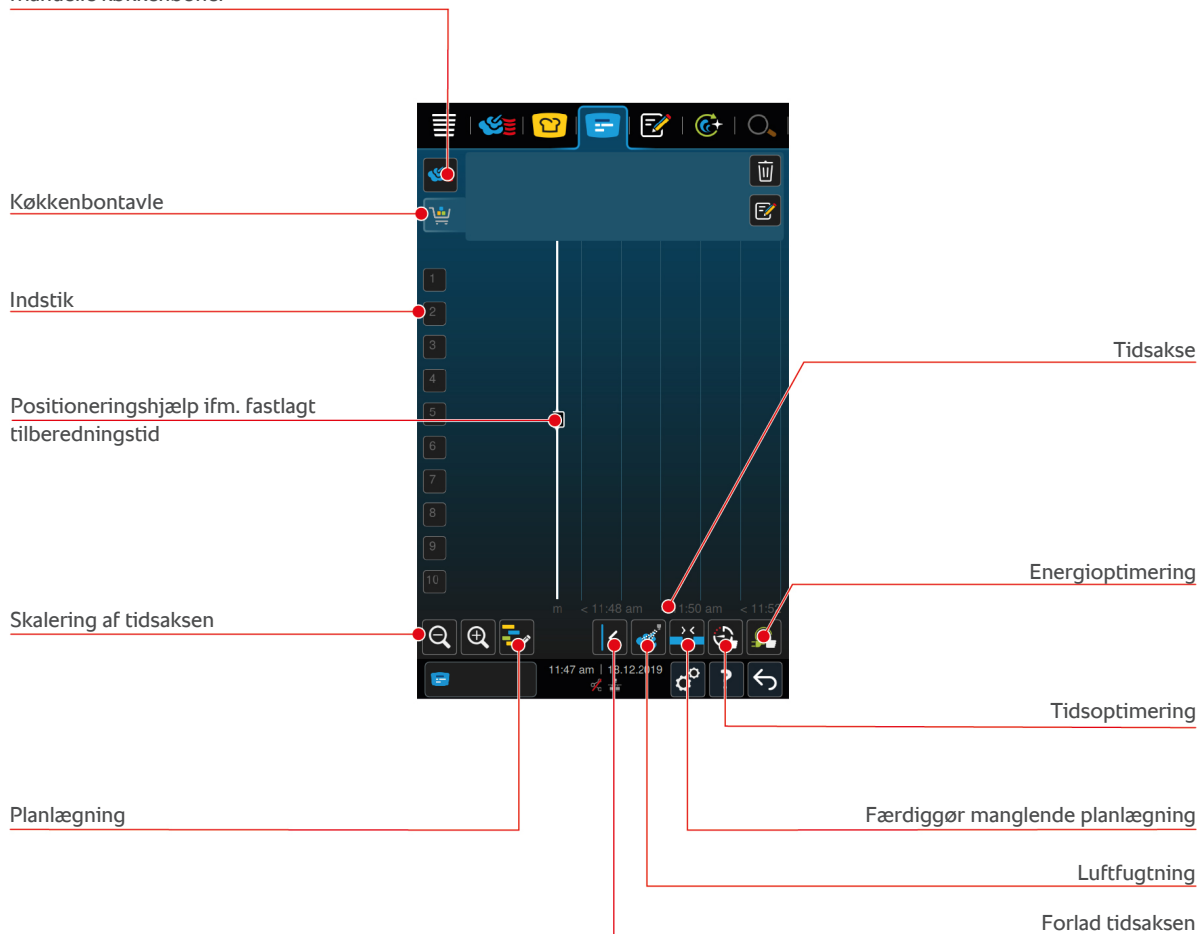 Køkkenbontavle
Indstik
Positioneringshjælp ifm. fastlagt
tilberedningstid
Skalering af tidsaksen
Planlægning
1
2
3
4
5
6
7
8
9
10
m < 11:48 am 1:50 am < 11:52
11:47 am | 18.12.2019
?
Tidsakse
Energioptimering
Tidsoptimering
Færdiggør manglende planlægning
Luftfugtning
Forlad tidsaksen